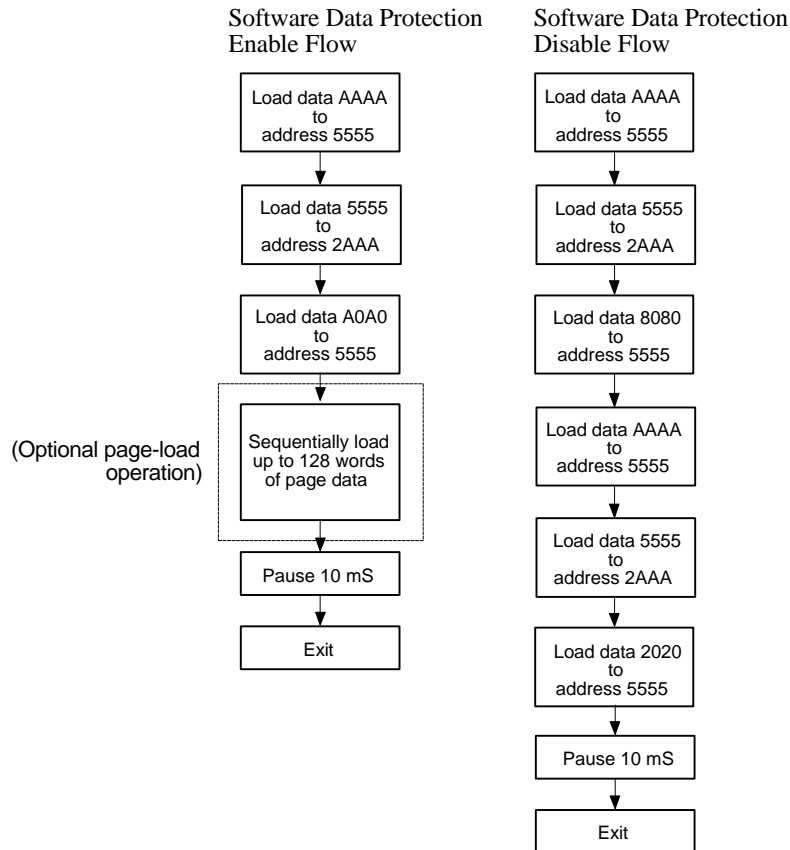 Software Data Protection
Enable Flow
Load data AAAA
to
address 5555
Load data 5555
to
address 2AAA
Load data A0A0
to
address 5555
(Optional page-load
operation)
Sequentially load
up to 128 words
of page data
Pause 10 mS
Exit
Software Data Protection
Disable Flow
Load data AAAA
to
address 5555
Load data 5555
to
address 2AAA
Load data 8080
to
address 5555
Load data AAAA
to
address 5555
Load data 5555
to
address 2AAA
Load data 2020
to
address 5555
Pause 10 mS
Exit